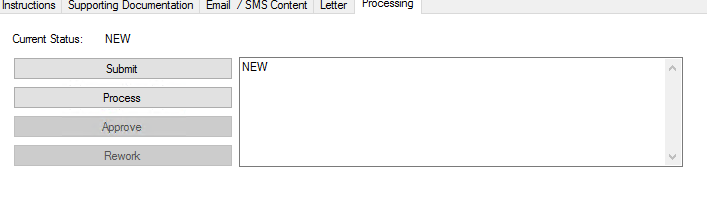 Instructions Supporting Documentation Email / SMS Content Letter Processing
Current Status: NEW
Submit
NEW
Process
Approve
Rework